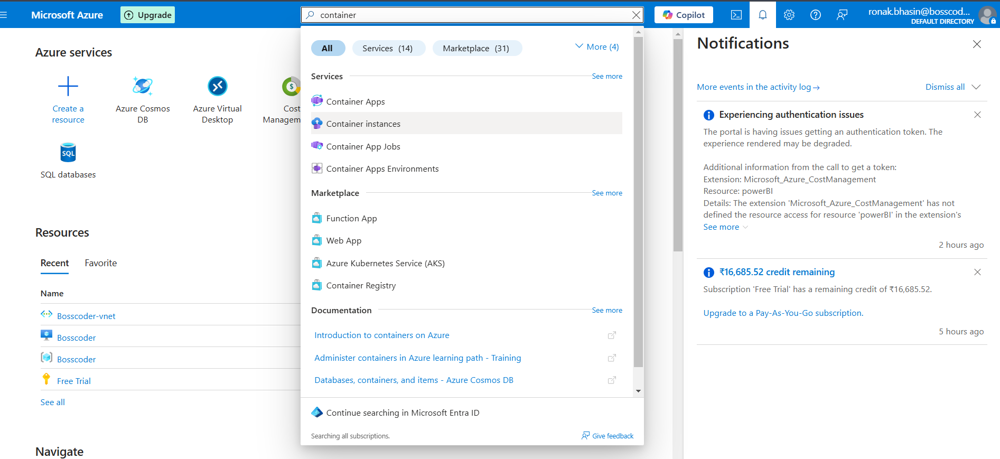 Microsoft Azure
Upgrade
container
Copilot
ronak.bhasin@bosscod...
DEFAULT DIRECTORY
Azure services
Create a
resource
Azure Cosmos
DB
Azure Virtual
Desktop
Cost
Managem
SQL
SQL databases
Resources
Recent
Favorite
Name
Bosscoder-vnet
Bosscoder
Bosscoder
Free Trial
See all
Navigate
All
Services (14)
Marketplace (31)
More (4)
Services
See more
Container Apps
Container instances
Container App Jobs
Container Apps Environments
Marketplace
See more
Function App
Web App
Azure Kubernetes Service (AKS)
Container Registry
Documentation
See more
Introduction to containers on Azure
Administer containers in Azure learning path - Training
Databases, containers, and items - Azure Cosmos DB
Continue searching in Microsoft Entra ID
Searching all subscriptions.
Give feedback
Notifications
More events in the activity log→
Dismiss all
Experiencing authentication issues
The portal is having issues getting an authentication token. The
experience rendered may be degraded.
Additional information from the call to get a token:
Extension: Microsoft_Azure_CostManagement
Resource: powerBI
Details: The extension 'Microsoft_Azure_CostManagement' has not
defined the resource access for resource 'powerBI' in the extension's
See more
2 hours ago
₹16,685.52 credit remaining
Subscription 'Free Trial' has a remaining credit of ₹16,685.52.
Upgrade to a Pay-As-You-Go subscription.
5 hours ago